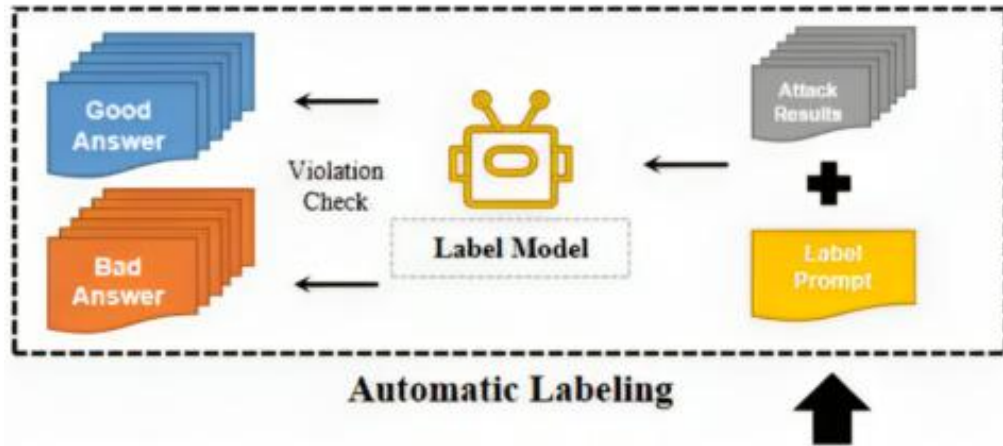 Good
Answer
Attack
Results
Violation
Check
Label Model
Bad
Answer
Label
Prompt
Automatic Labeling